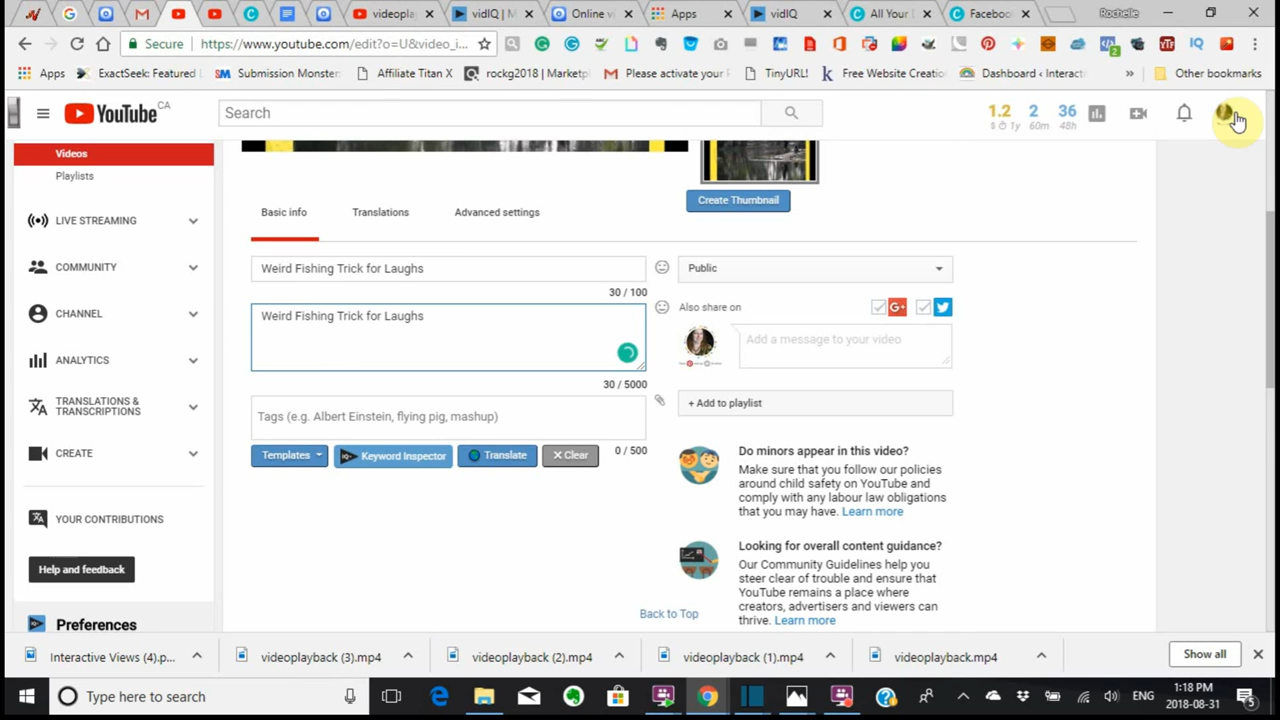 videopla
vidIQ | M
Online v
Apps
vidIQ
All Your
Faceboo
Rochelle
Secure
https://www.youtube.com/edit?o=U&video_i...
Apps
ExactSeek: Featured
Submission Monster
Affiliate Titan X
rockg2018 | Marketpl
Please activate your
TinyURL!
Free Website Creatio
Dashboard ‹ Interact
»
Other bookmarks
YouTube CA
Search
1.2
2
36
1y
60m
48h
Videos
Playlists
LIVE STREAMING
COMMUNITY
CHANNEL
ANALYTICS
TRANSLATIONS &
TRANSCRIPTIONS
CREATE
YOUR CONTRIBUTIONS
Help and feedback
Preferences
Create Thumbnail
Basic info
Translations
Advanced settings
Weird Fishing Trick for Laughs
30 / 100
Weird Fishing Trick for Laughs
30 / 5000
Tags (e.g. Albert Einstein, flying pig, mashup)
Templates
Keyword Inspector
Translate
X Clear
0 / 500
Public
Also share on
G+
Add a message to your video
+ Add to playlist
Do minors appear in this video?
Make sure that you follow our policies
around child safety on YouTube and
comply with any labour law obligations
that you may have. Learn more
Looking for overall content guidance?
Our Community Guidelines help you
steer clear of trouble and ensure that
YouTube remains a place where
creators, advertisers and viewers can
thrive. Learn more
Back to Top
Interactive Views (4).p...
videoplayback (3).mp4
videoplayback (2).mp4
videoplayback (1).mp4
videoplayback.mp4
Show all
Type here to search
ENG
1:18 PM
2018-08-31
5